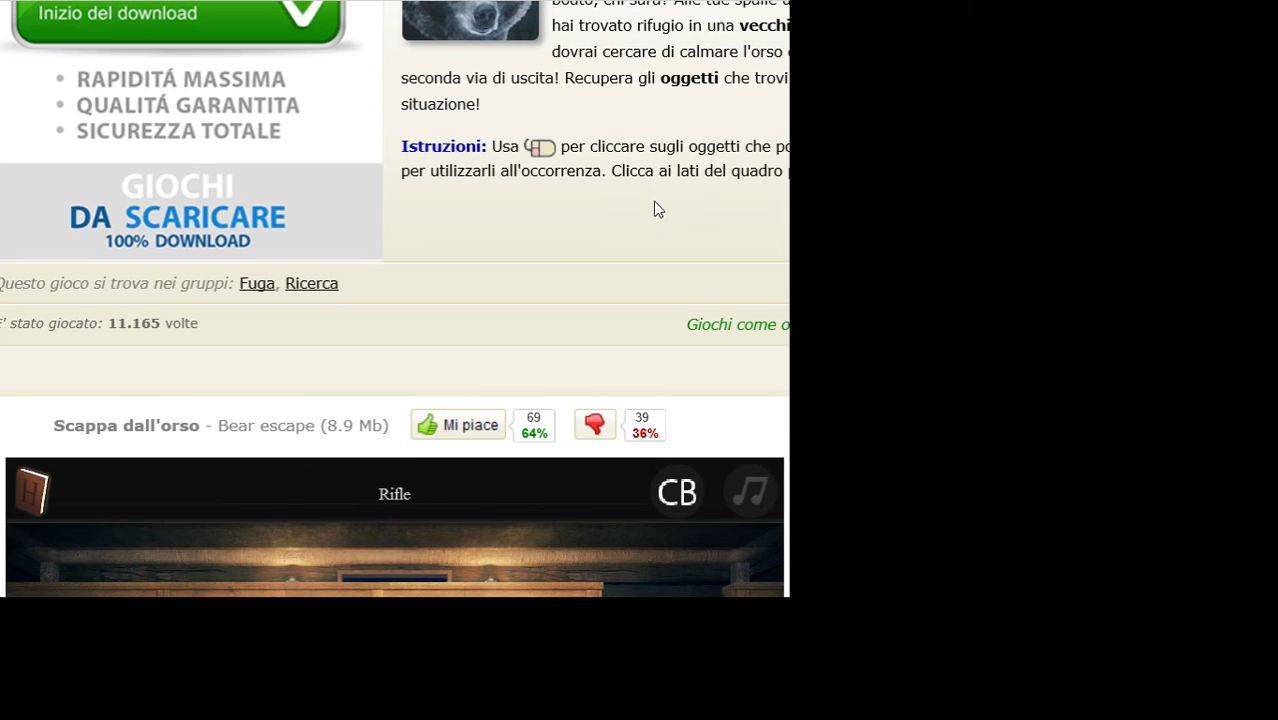 Inizio del download
RAPIDITÁ MASSIMA
QUALITÁ GARANTITA
SICUREZZA TOTALE
GIOCHI
DA SCARICARE
100% DOWNLOAD
hai trovato rifugio in una vecchi
dovrai cercare di calmare l'orso
seconda via di uscita! Recupera gli oggetti che trovi
situazione!
Istruzioni: Usa per cliccare sugli oggetti che po
per utilizzarli all'occorrenza. Clicca ai lati del quadro
Questo gioco si trova nei gruppi: Fuga, Ricerca
E' stato giocato: 11.165 volte
Giochi come o
Scappa dall'orso - Bear escape (8.9 Mb)
Mi piace
69
64%
39
36%
H
Rifle
CB